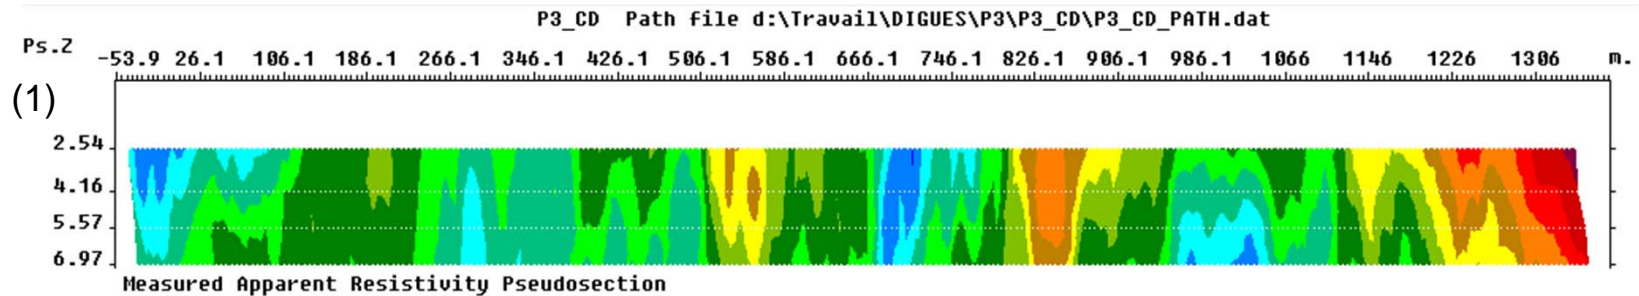 P3_CD Path file d:\Travail\DIGUES\P3\P3_CD\P3_CD_PATH.dat
Ps.Z -53.9 26.1 106.1 186.1 266.1 346.1 426.1 506.1 586.1 666.1 746.1 826.1 906.1 986.1 1066 1146 1226 1306 m.
(1)
2.54
4.16
5.57
6.97
Measured Apparent Resistivity Pseudosection